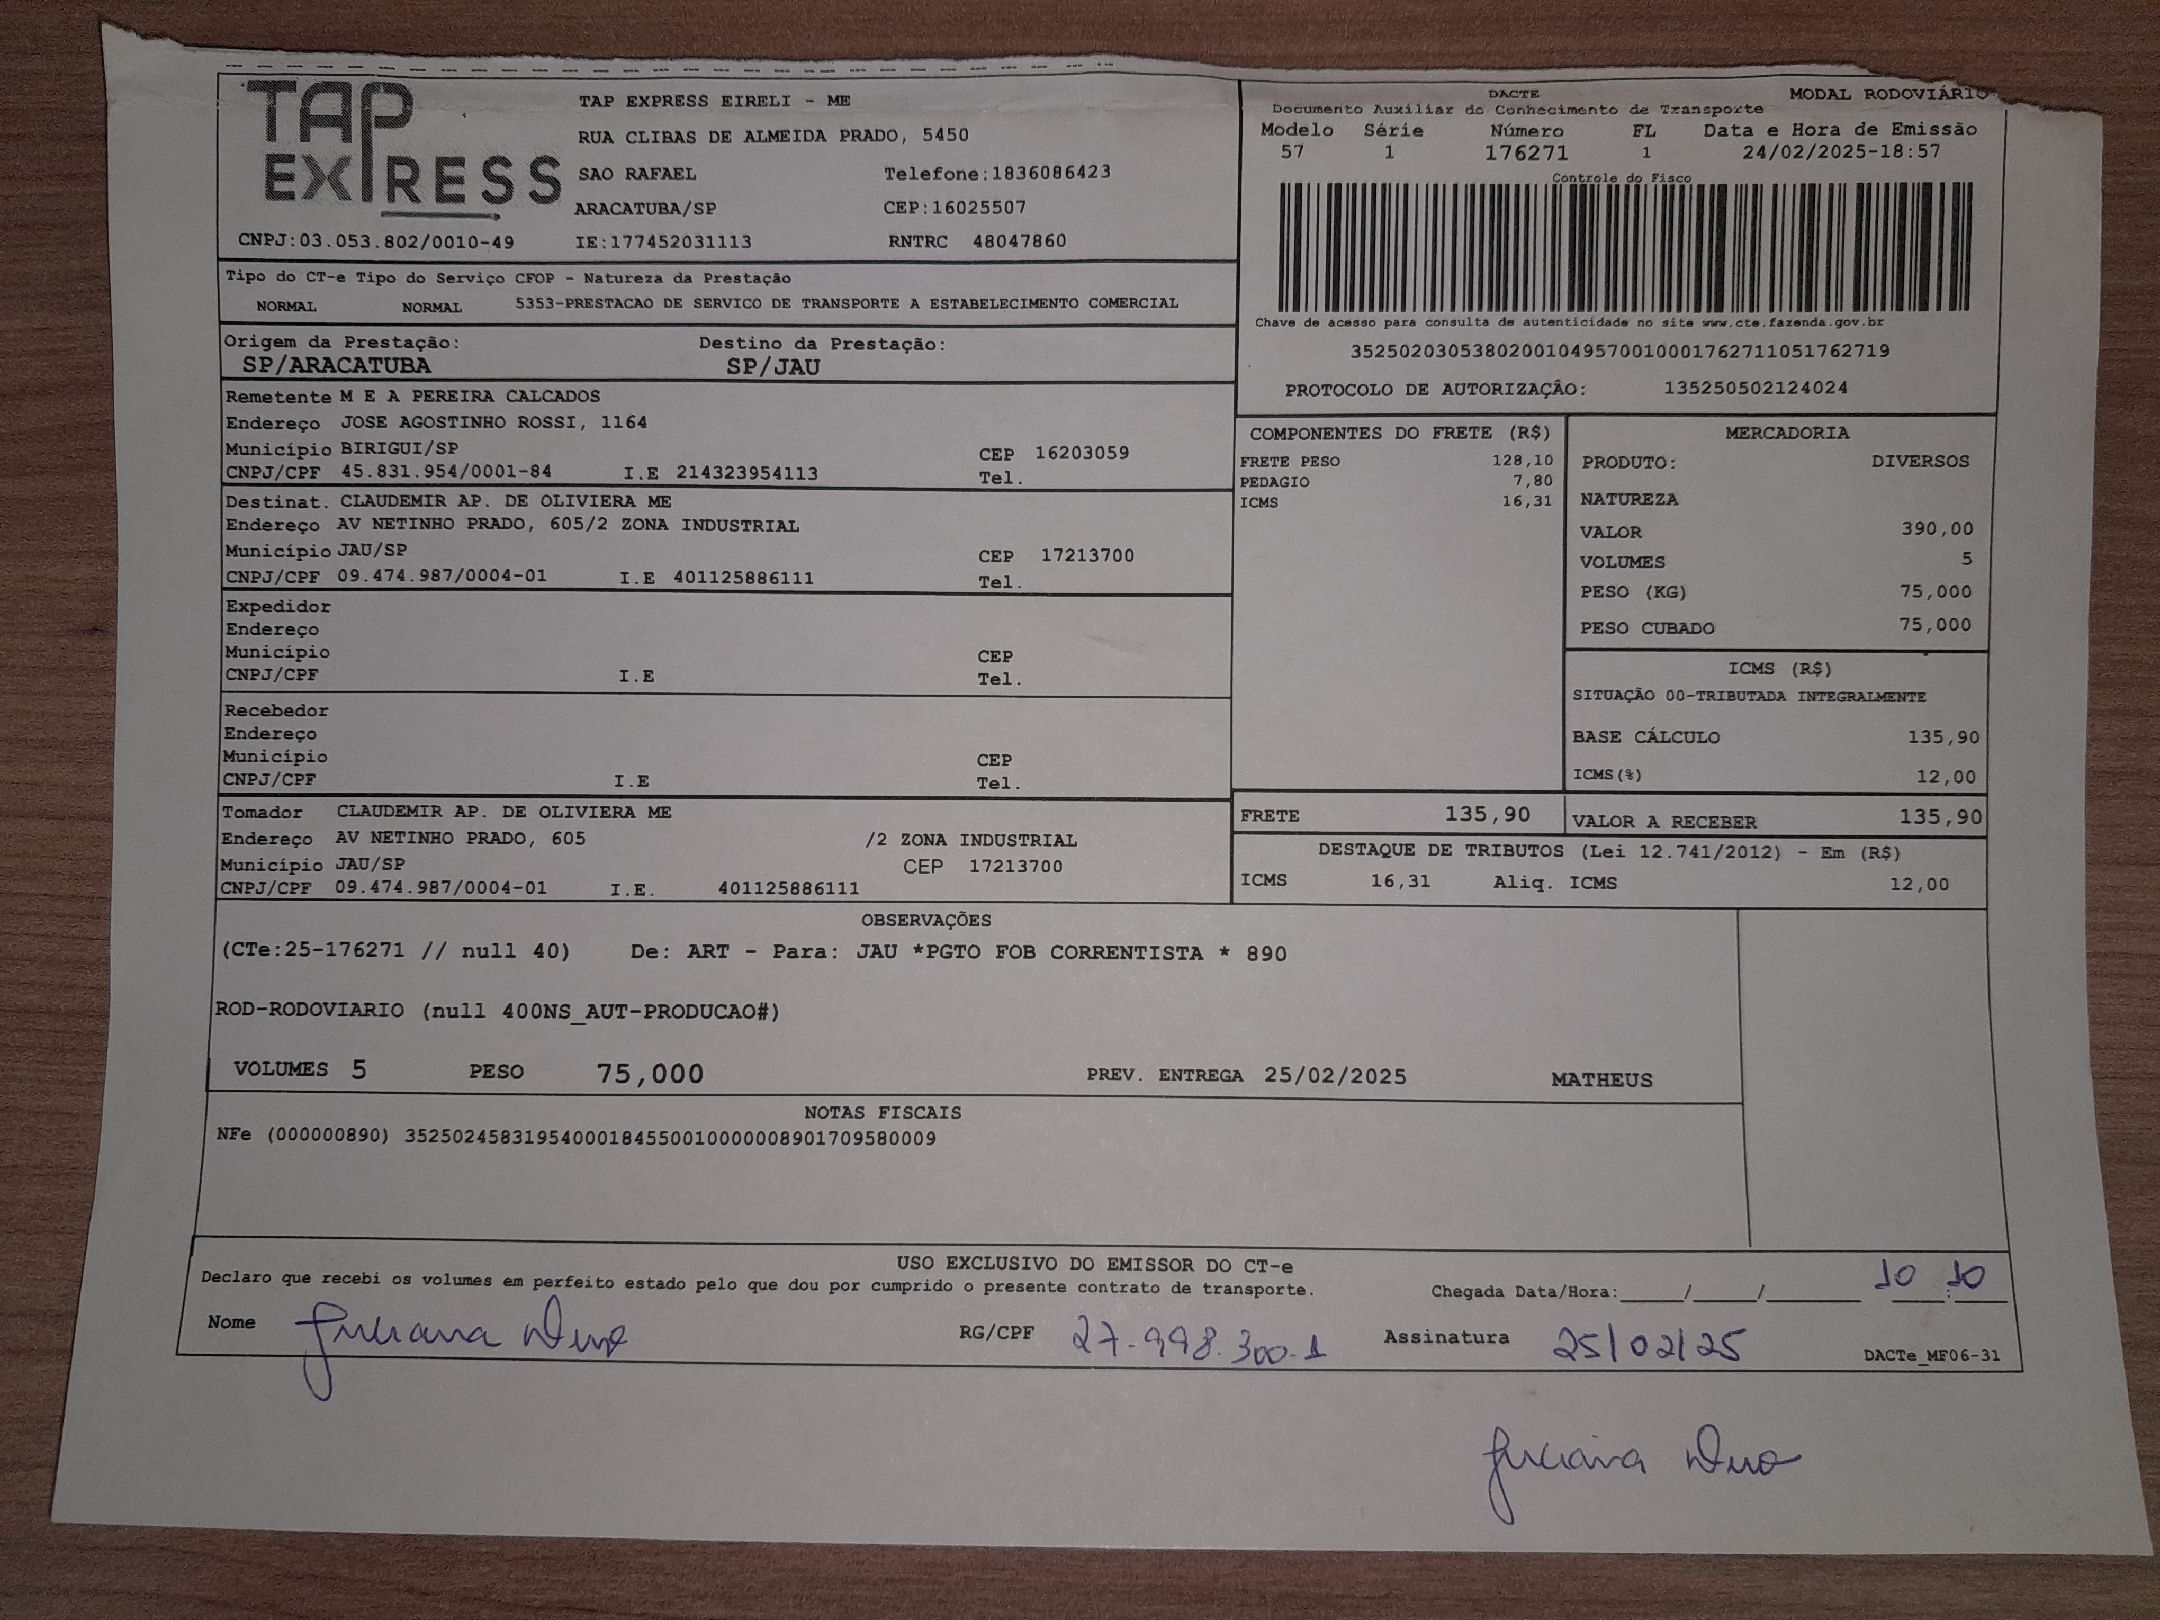 TAP EXPRESS
TAP EXPRESS EIRELI - ME
RUA CLIBAS DE ALMEIDA PRADO, 5450
SAO RAFAEL Telefone:1836086423
ARACATUBA/SP CEP:16025507
CNPJ:03.053.802/0010-49 IE:177452031113 RNTRC 48047860
DACTE MODAL RODOVIÁRIO
Documento Auxiliar do Conhecimento de Transporte
Modelo Série Número FL Data e Hora de Emissão
57 1 176271 1 24/02/2025-18:57
Controle do Fisco
Chave de acesso para consulta de autenticidade no site www.cte.fazenda.gov.br
35250203053802001049570010001762711051762719
PROTOCOLO DE AUTORIZAÇÂO: 135250502124024
Tipo do CT-e Tipo do Serviço CFOP - Natureza da Prestação
NORMAL NORMAL 5353-PRESTACAO DE SERVICO DE TRANSPORTE A ESTABELECIMENTO COMERCIAL
Origem da Prestação: Destino da Prestação:
SP/ARACATUBA SP/JAU
Remetente M E A PEREIRA CALCADOS
Endereço JOSE AGOSTINHO ROSSI, 1164
Município BIRIGUI/SP CEP 16203059
CNPJ/CPF 45.831.954/0001-84 I.E 214323954113 Tel.
Destinat. CLAUDEMIR AP. DE OLIVIERA ME
Endereço AV NETINHO PRADO, 605/2 ZONA INDUSTRIAL
Município JAU/SP CEP 17213700
CNPJ/CPF 09.474.987/0004-01 I.E 401125886111 Tel.
Expedidor
Endereço
Município CEP
CNPJ/CPF I.E Tel.
Recebedor
Endereço
Município CEP
CNPJ/CPF I.E Tel.
Tomador CLAUDEMIR AP. DE OLIVIERA ME
Endereço AV NETINHO PRADO, 605 /2 ZONA INDUSTRIAL
Município JAU/SP CEP 17213700
CNPJ/CPF 09.474.987/0004-01 I.E. 401125886111
COMPONENTES DO FRETE (R$)
FRETE PESO 128,10
PEDAGIO 7,80
ICMS 16,31
MERCADORIA
PRODUTO: DIVERSOS
NATUREZA
VALOR 390,00
VOLUMES 5
PESO (KG) 75,000
PESO CUBADO 75,000
ICMS (R$)
SITUAÇÃO 00-TRIBUTADA INTEGRALMENTE
BASE CÁLCULO 135,90
ICMS(%) 12,00
FRETE 135,90 VALOR A RECEBER 135,90
DESTAQUE DE TRIBUTOS (Lei 12.741/2012) - Em (R$)
ICMS 16,31 Aliq. ICMS 12,00
OBSERVAÇÕES
(CTe:25-176271 // null 40) De: ART - Para: JAU *PGTO FOB CORRENTISTA * 890
ROD-RODOVIARIO (null 400NS_AUT-PRODUCAO#)
VOLUMES 5 PESO 75,000 PREV. ENTREGA 25/02/2025 MATHEUS
NOTAS FISCAIS
NFe (000000890) 35250245831954000184550010000008901709580009
USO EXCLUSIVO DO EMISSOR DO CT-e
Declaro que recebi os volumes em perfeito estado pelo que dou por cumprido o presente contrato de transporte.
Chegada Data/Hora:_____/_____/_______ 10:10
Nome Juliana RG/CPF 27.998.300-1 Assinatura 25/02/25
DACTe_MF06-31
Juliana